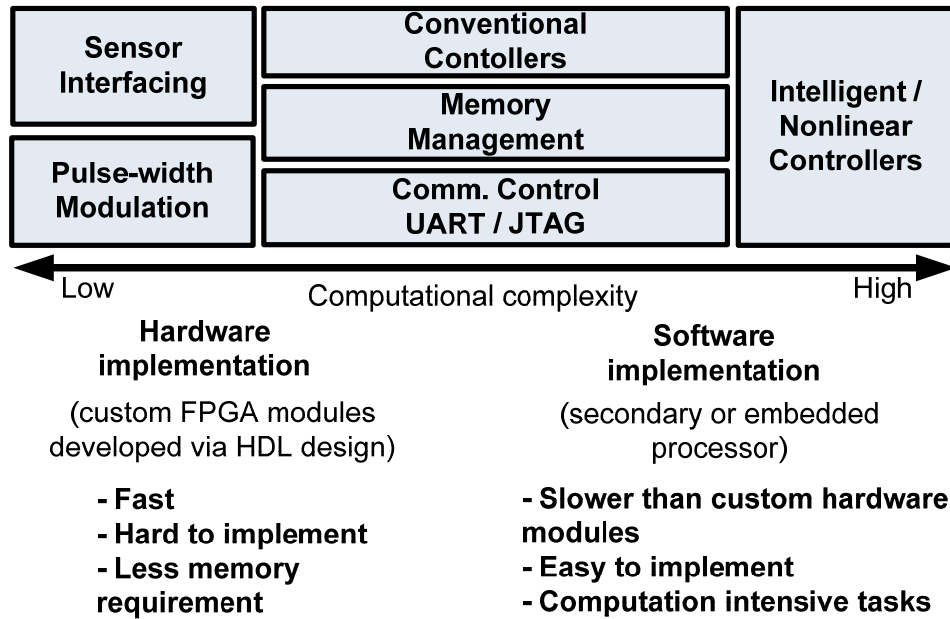 Sensor
Interfacing
Pulse-width
Modulation
Conventional
Contollers
Memory
Management
Comm. Control
UART / JTAG
Intelligent /
Nonlinear
Controllers
Low
Computational complexity
High
Hardware
implementation
(custom FPGA modules
developed via HDL design)
- Fast
- Hard to implement
- Less memory
requirement
Software
implementation
(secondary or embedded
processor)
- Slower than custom hardware
modules
- Easy to implement
- Computation intensive tasks